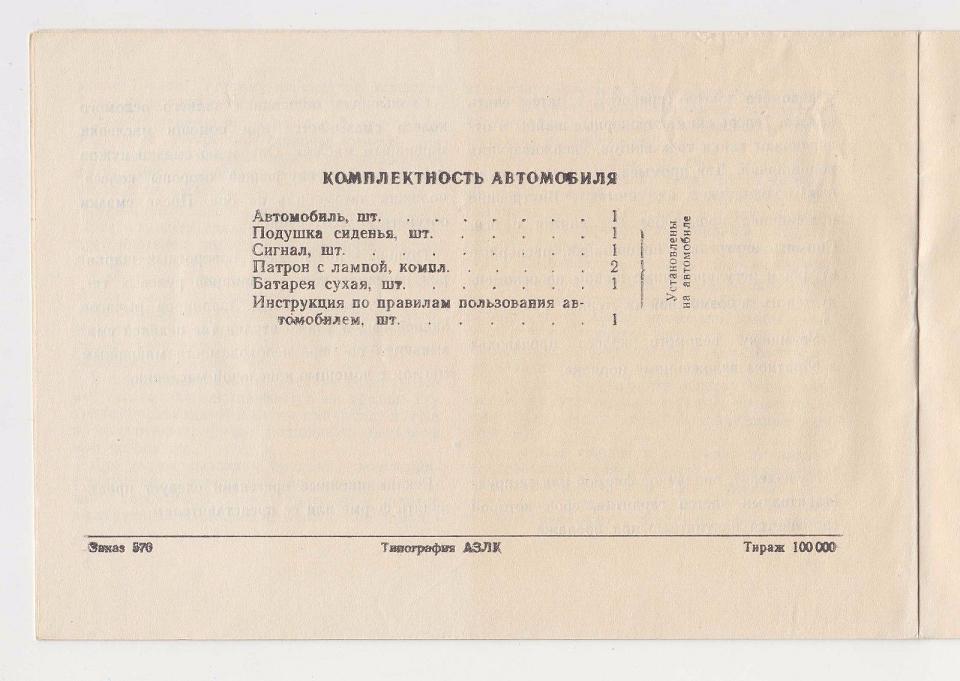 КОМПЛЕКТНОСТЬ АВТОМОБИЛЯ
Автомобиль, шт. . . . . . . . 1
Подушка сиденья, шт. . . . . . 1
Сигнал, шт. . . . . . . . . 1
Патрон с лампой, компл. . . . . . 2
Батарея сухая, шт. . . . . . . 1
Инструкция по правилам пользования ав-
томобилем, шт. . . . . . . . 1
Установлены
на автомобиле
Заказ 570 Типография АЗЛК Тираж 100 000